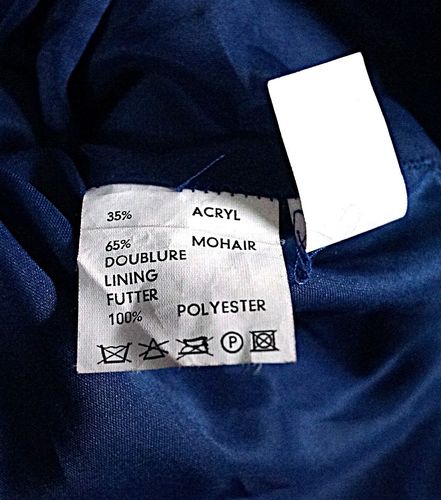 35% ACRYL
65% MOHAIR
DOUBLURE
LINING
FUTTER
100% POLYESTER
P